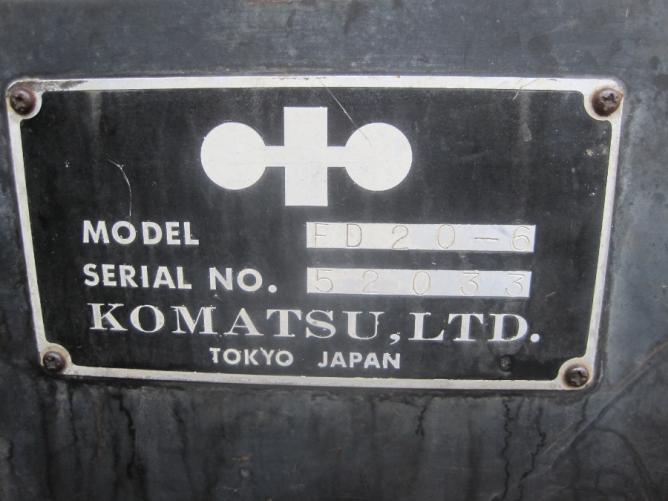 MODEL FD20-6
SERIAL NO. 52033
KOMATSU, LTD.
TOKYO JAPAN